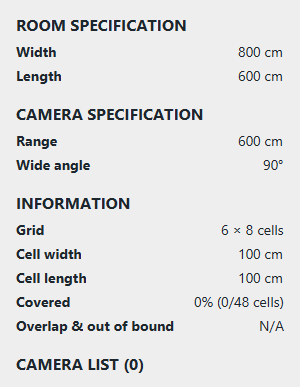 ROOM SPECIFICATION
Width 800 cm
Length 600 cm
CAMERA SPECIFICATION
Range 600 cm
Wide angle 90°
INFORMATION
Grid 6 × 8 cells
Cell width 100 cm
Cell length 100 cm
Covered 0% (0/48 cells)
Overlap & out of bound N/A
CAMERA LIST (0)